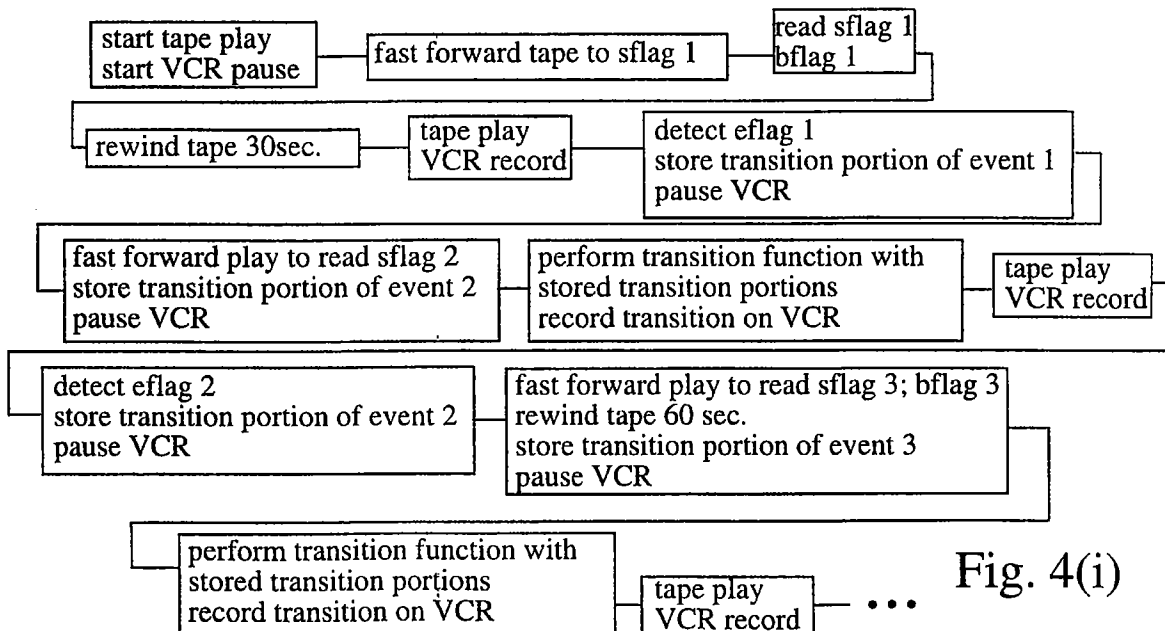 start tape play
start VCR pause
fast forward tape to sflag 1
read sflag 1
bflag 1
rewind tape 30sec.
tape play
VCR record
detect eflag 1
store transition portion of event 1
pause VCR
fast forward play to read sflag 2
store transition portion of event 2
pause VCR
perform transition function with
stored transition portions
record transition on VCR
tape play
VCR record
detect eflag 2
store transition portion of event 2
pause VCR
fast forward play to read sflag 3; bflag 3
rewind tape 60 sec.
store transition portion of event 3
pause VCR
perform transition function with
stored transition portions
record transition on VCR
tape play
VCR record
•••
Fig. 4(i)